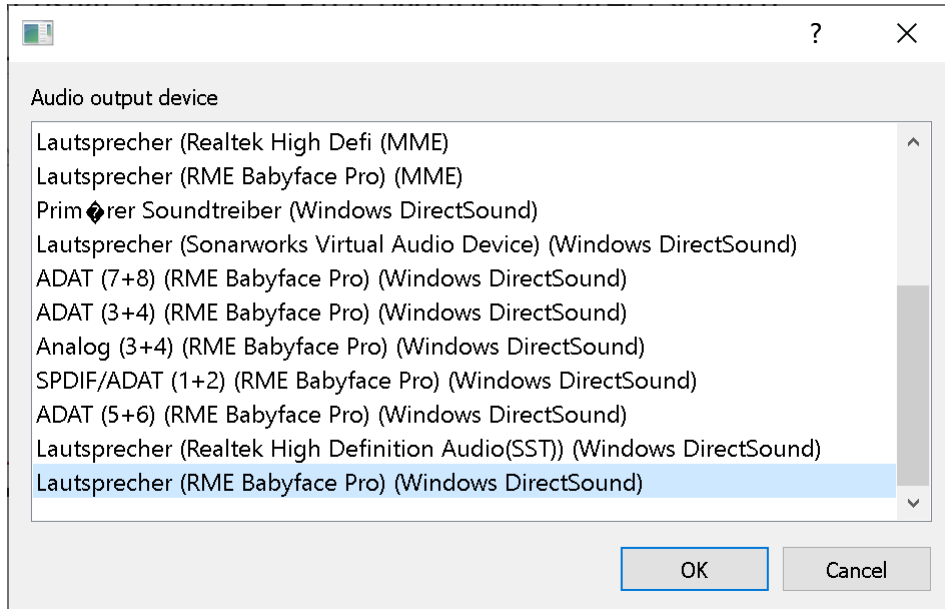 ?
Audio output device
Lautsprecher (Realtek High Defi (MME)
Lautsprecher (RME Babyface Pro) (MME)
Prim�rer Soundtreiber (Windows DirectSound)
Lautsprecher (Sonarworks Virtual Audio Device) (Windows DirectSound)
ADAT (7+8) (RME Babyface Pro) (Windows DirectSound)
ADAT (3+4) (RME Babyface Pro) (Windows DirectSound)
Analog (3+4) (RME Babyface Pro) (Windows DirectSound)
SPDIF/ADAT (1+2) (RME Babyface Pro) (Windows DirectSound)
ADAT (5+6) (RME Babyface Pro) (Windows DirectSound)
Lautsprecher (Realtek High Definition Audio(SST)) (Windows DirectSound)
Lautsprecher (RME Babyface Pro) (Windows DirectSound)
OK Cancel